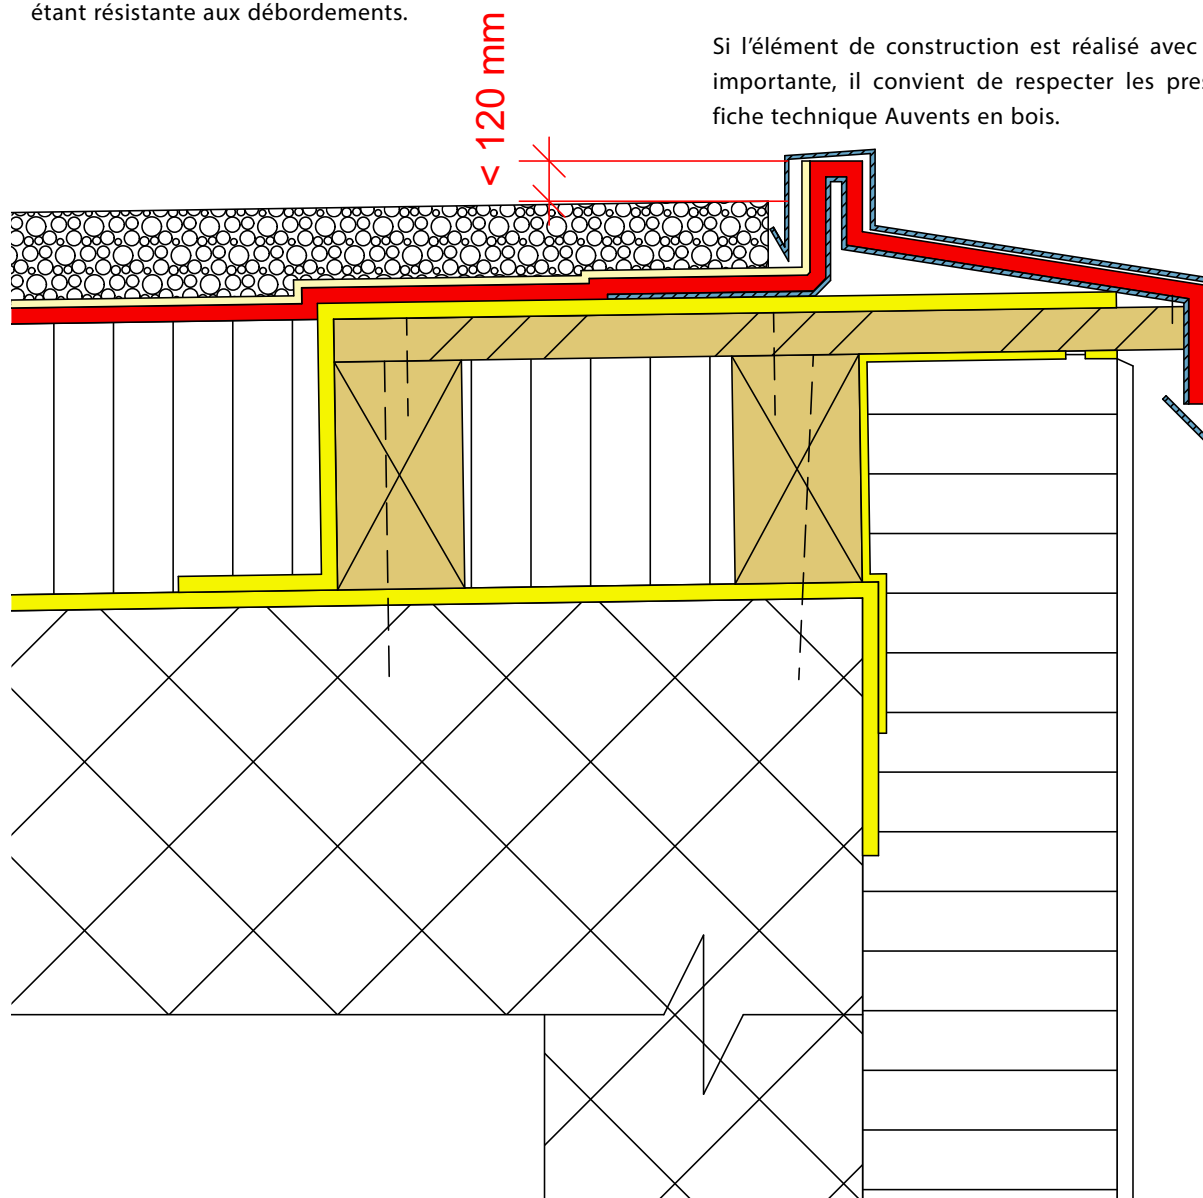 étant résistante aux débordements.
< 120 mm
Si l'élément de construction est réalisé avec
importante, il convient de respecter les pres
fiche technique Auvents en bois.